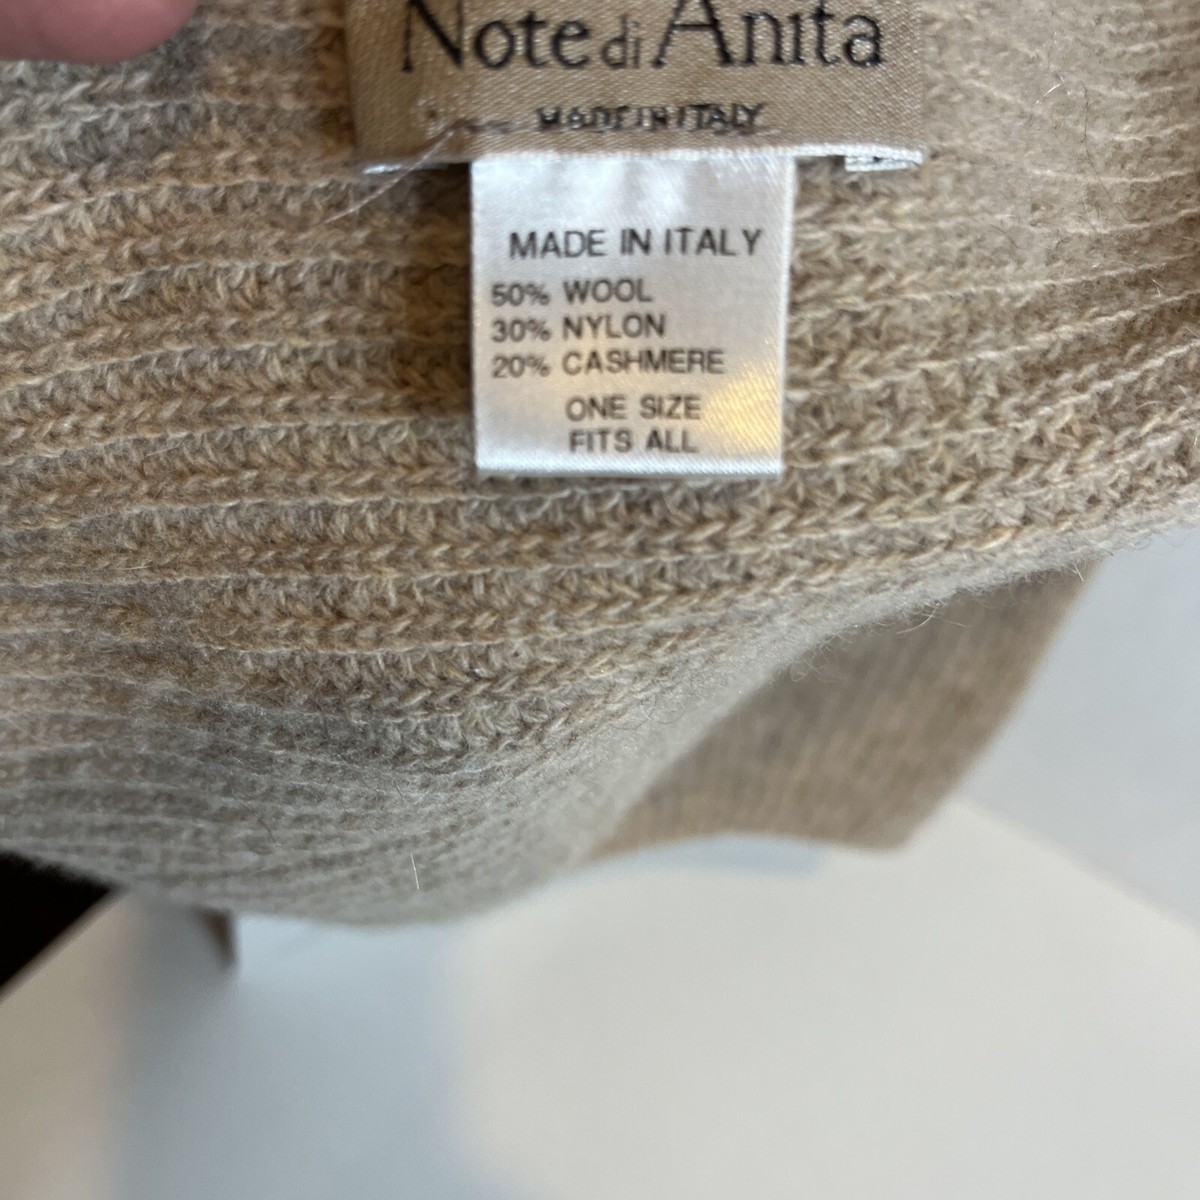 Note di Anita
MADE IN ITALY
MADE IN ITALY
50% WOOL
30% NYLON
20% CASHMERE
ONE SIZE
FITS ALL